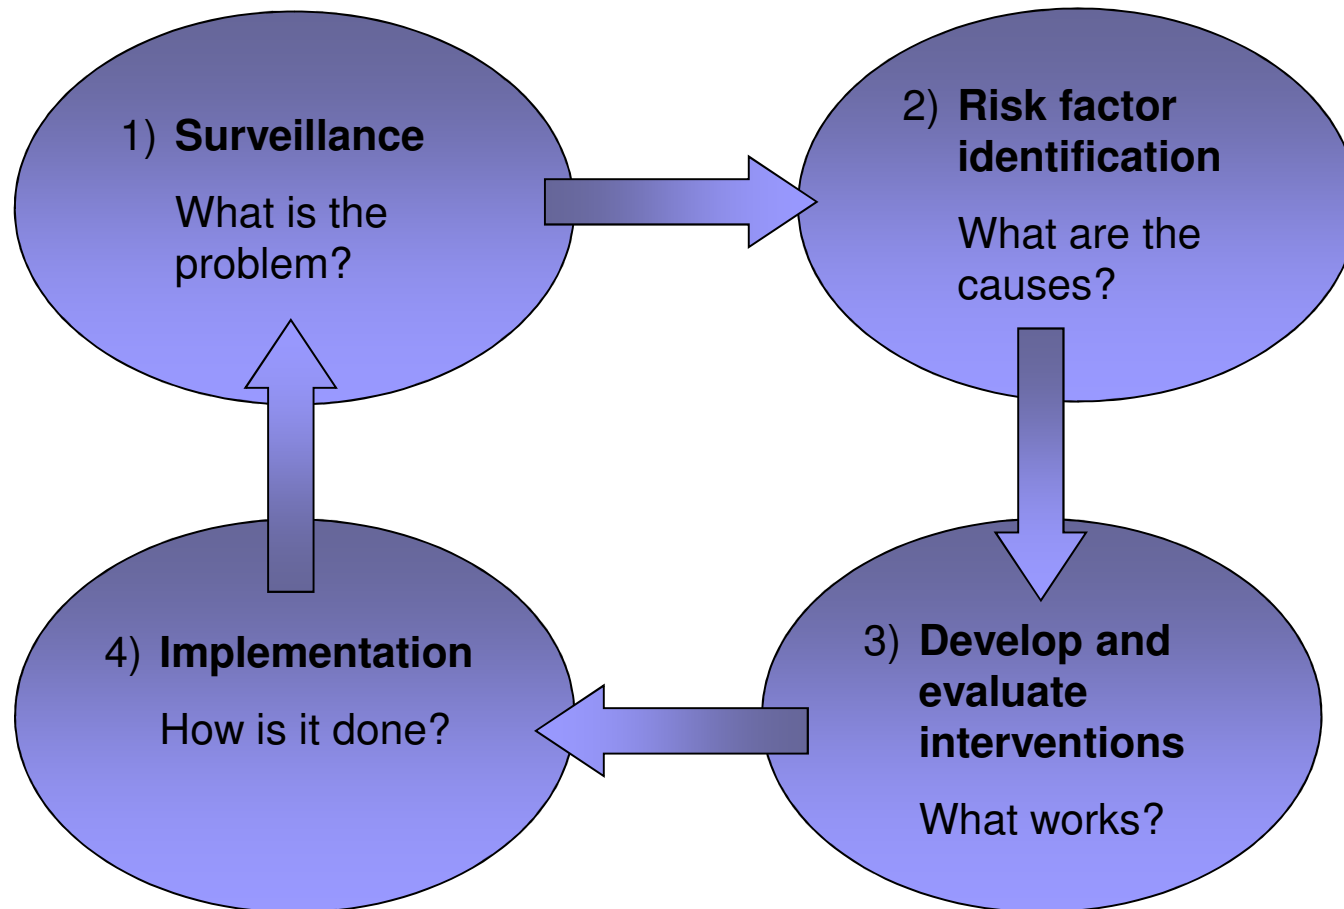 1) Surveillance
What is the
problem?
2) Risk factor
identification
What are the
causes?
3) Develop and
evaluate
interventions
What works?
4) Implementation
How is it done?